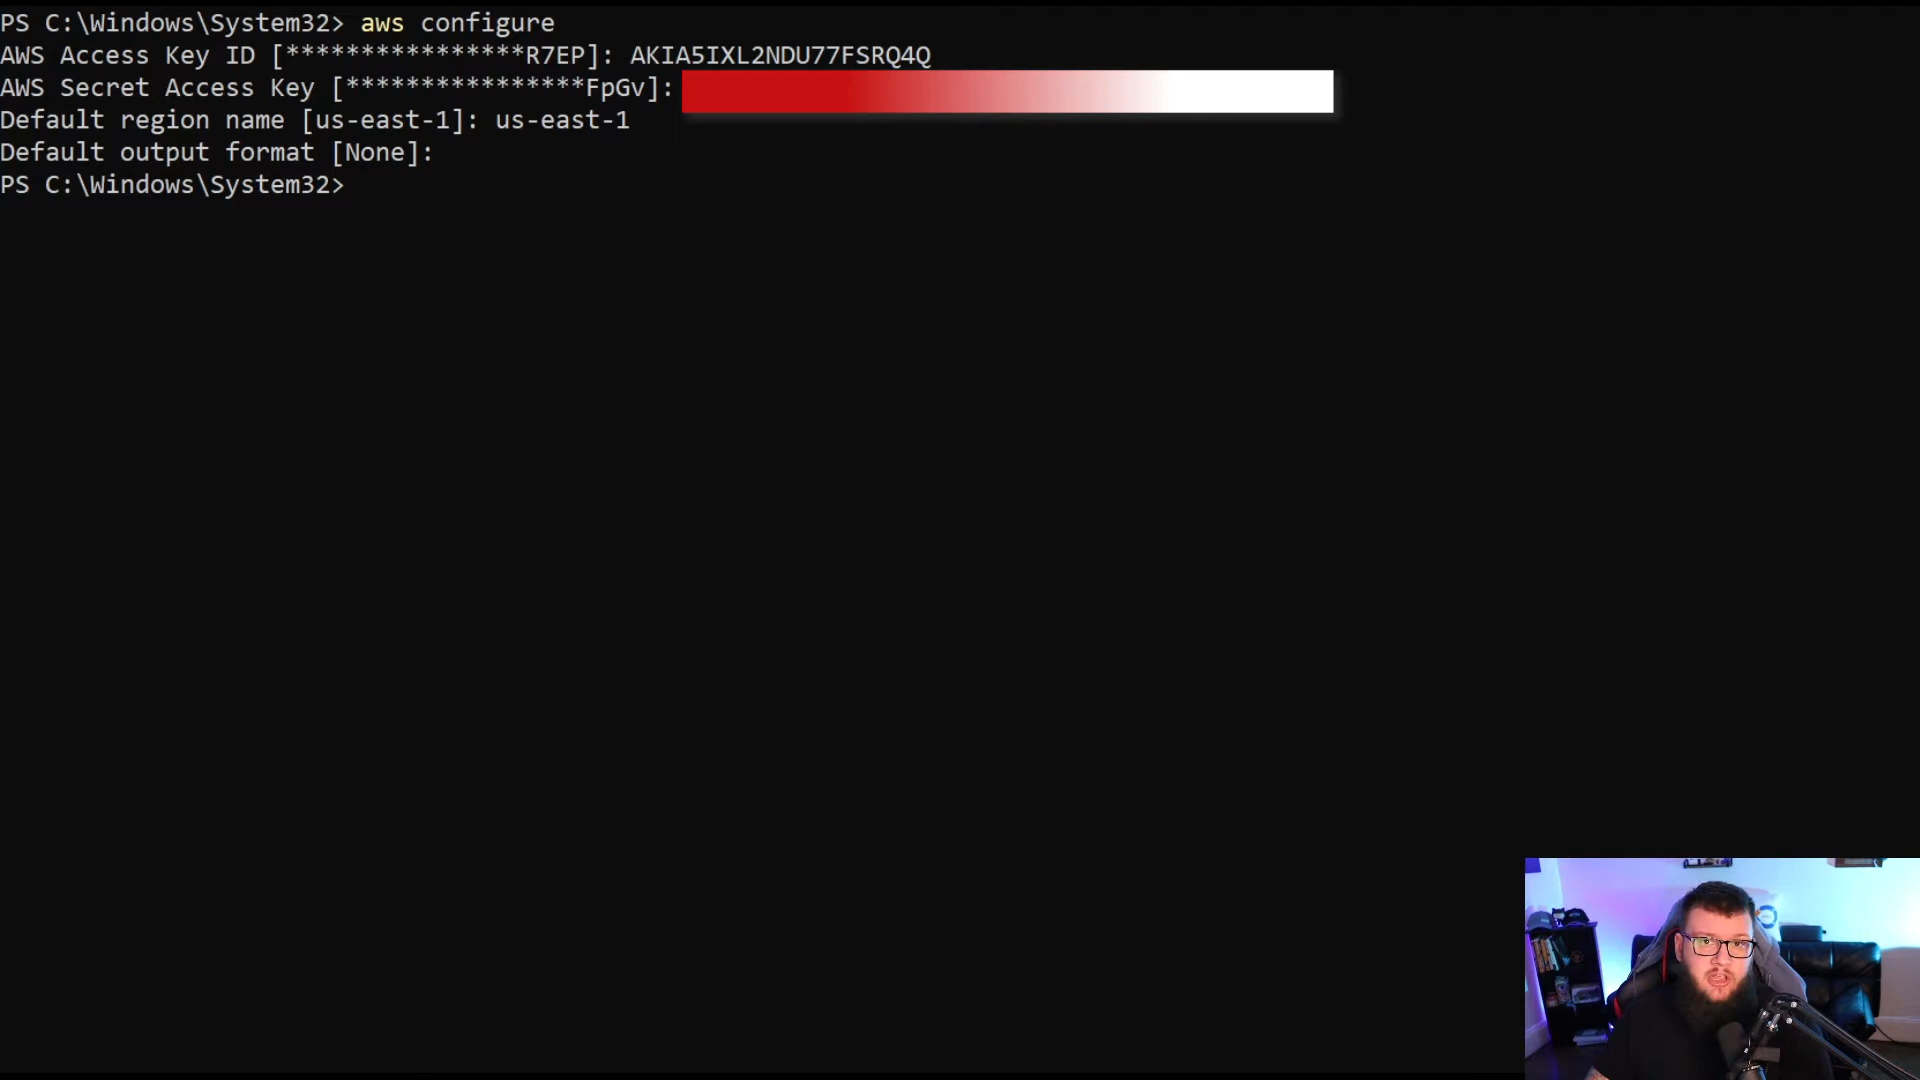 PS C:\Windows\System32> aws configure
AWS Access Key ID [****************R7EP]: AKIA5IXL2NDU77FSRQ4Q
AWS Secret Access Key [****************FpGv]:
Default region name [us-east-1]: us-east-1
Default output format [None]:
PS C:\Windows\System32>